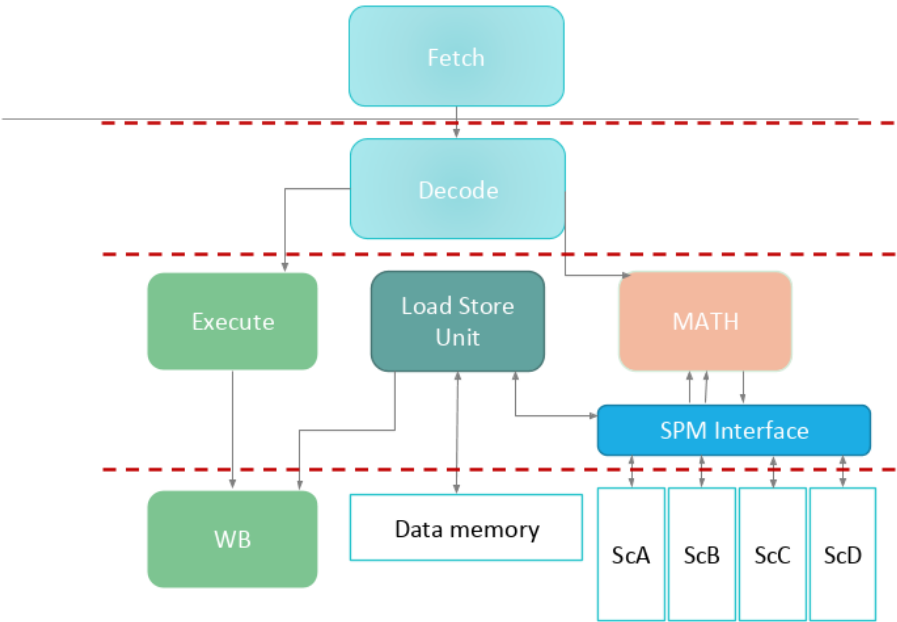 Fetch
Decode
Execute
Load Store
Unit
MATH
SPM Interface
WB
Data memory
ScA
ScB
ScC
ScD